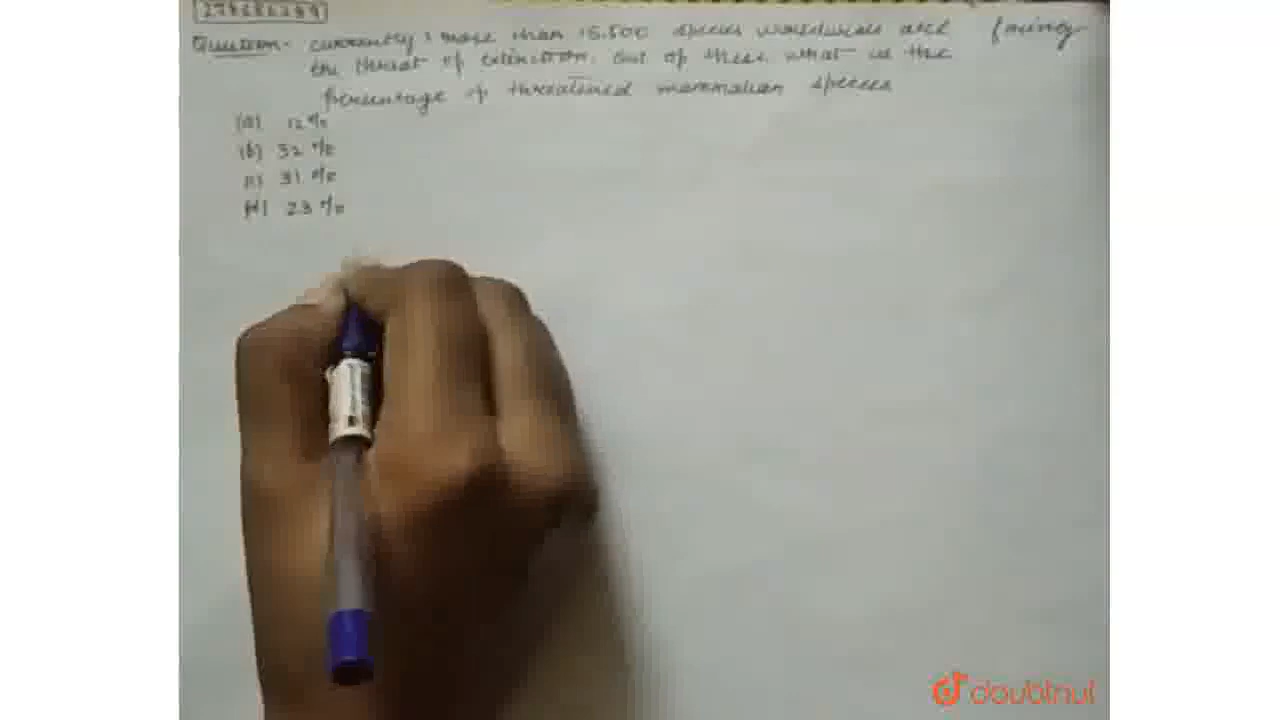 Question- currently, more than 15,500 species worldwide are facing
the threat of extinction. out of these what is the
percentage of threatened mammalian species
(a) 12%
(b) 32%
(c) 31%
(d) 23%
doubtnut